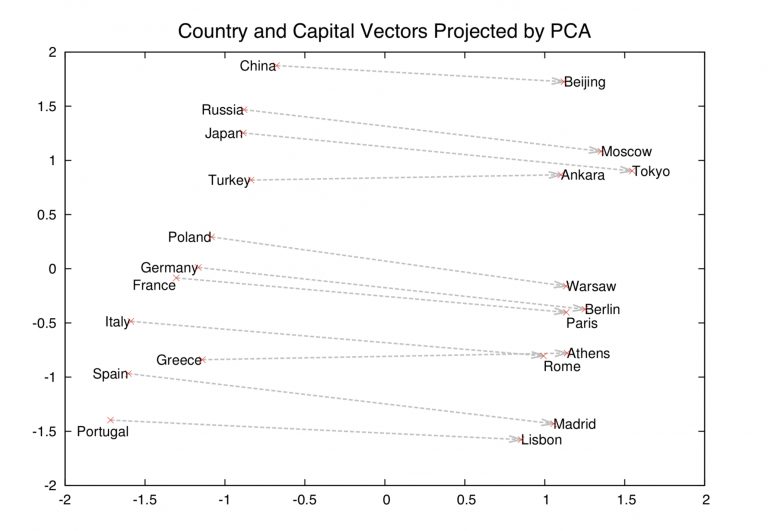 Country and Capital Vectors Projected by PCA
2
China
Beijing
1.5
Russia
Japan
Moscow
1
Tokyo
Turkey
Ankara
0.5
Poland
0
Germany
France
Warsaw
Berlin
-0.5
Italy
Paris
Athens
Greece
Rome
-1
Spain
Madrid
-1.5
Portugal
Lisbon
-2
-2 -1.5 -1 -0.5 0 0.5 1 1.5 2